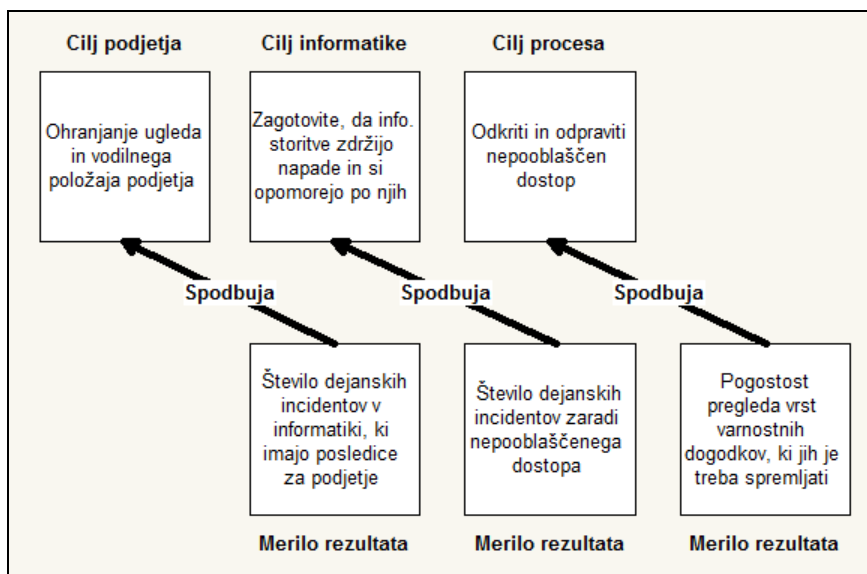 Cilj podjetja
Cilj informatike
Cilj procesa
Ohranjanje ugleda
in vodilnega
položaja podjetja
Zagotovite, da info.
storitve zdržijo
napade in si
opomorejo po njih
Odkriti in odpraviti
nepooblaščen
dostop
Spodbuja
Spodbuja
Spodbuja
Število dejanskih
incidentov v
informatiki, ki
imajo posledice
za podjetje
Število dejanskih
incidentov zaradi
nepooblaščenega
dostopa
Pogostost
pregleda vrst
varnostnih
dogodkov, ki jih je
treba spremljati
Merilo rezultata
Merilo rezultata
Merilo rezultata